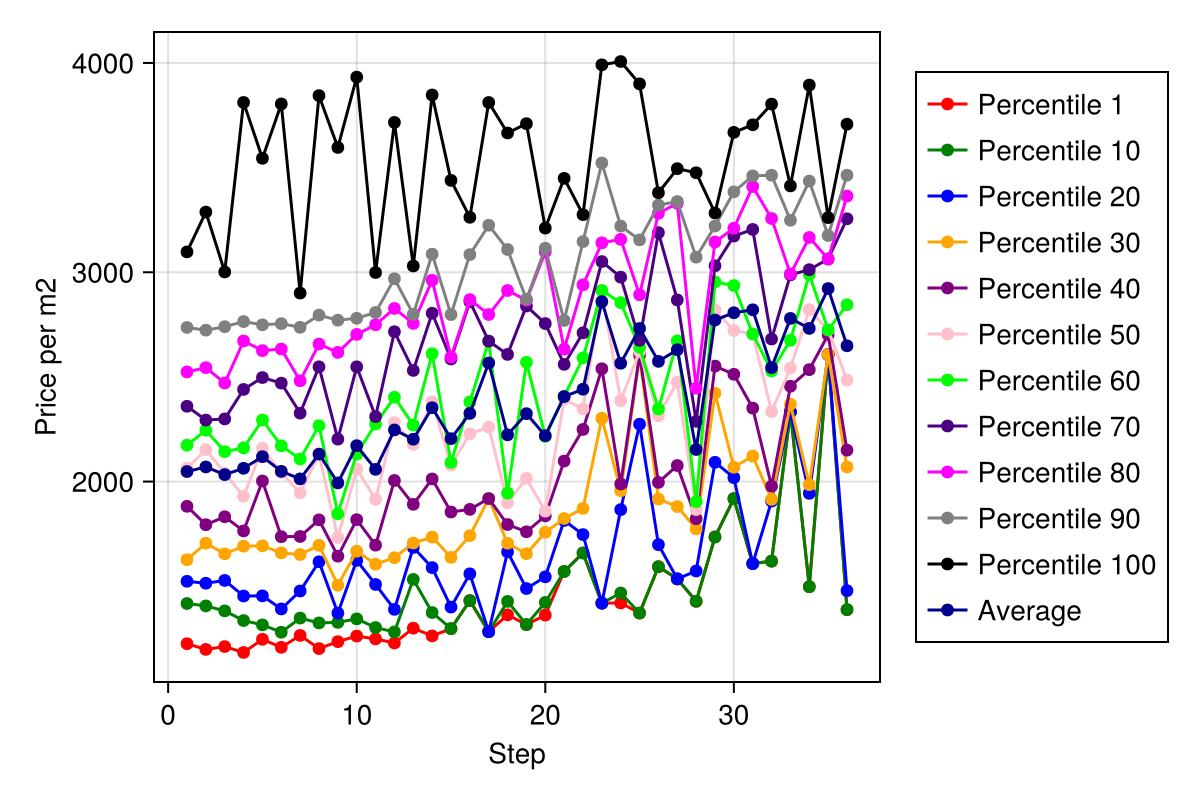 4000
3000
2000
Price per m2
0
10
20
30
Step
Percentile 1
Percentile 10
Percentile 20
Percentile 30
Percentile 40
Percentile 50
Percentile 60
Percentile 70
Percentile 80
Percentile 90
Percentile 100
Average